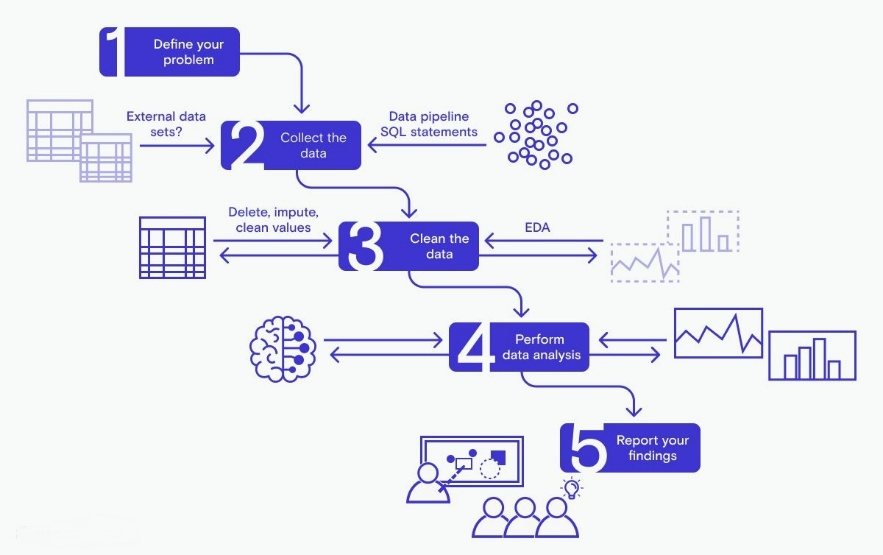 1 Define your
problem
External data
sets?
2 Collect the
data
Data pipeline
SQL statements
Delete, impute,
clean values
3 Clean the
data
EDA
4 Perform
data analysis
5 Report your
findings